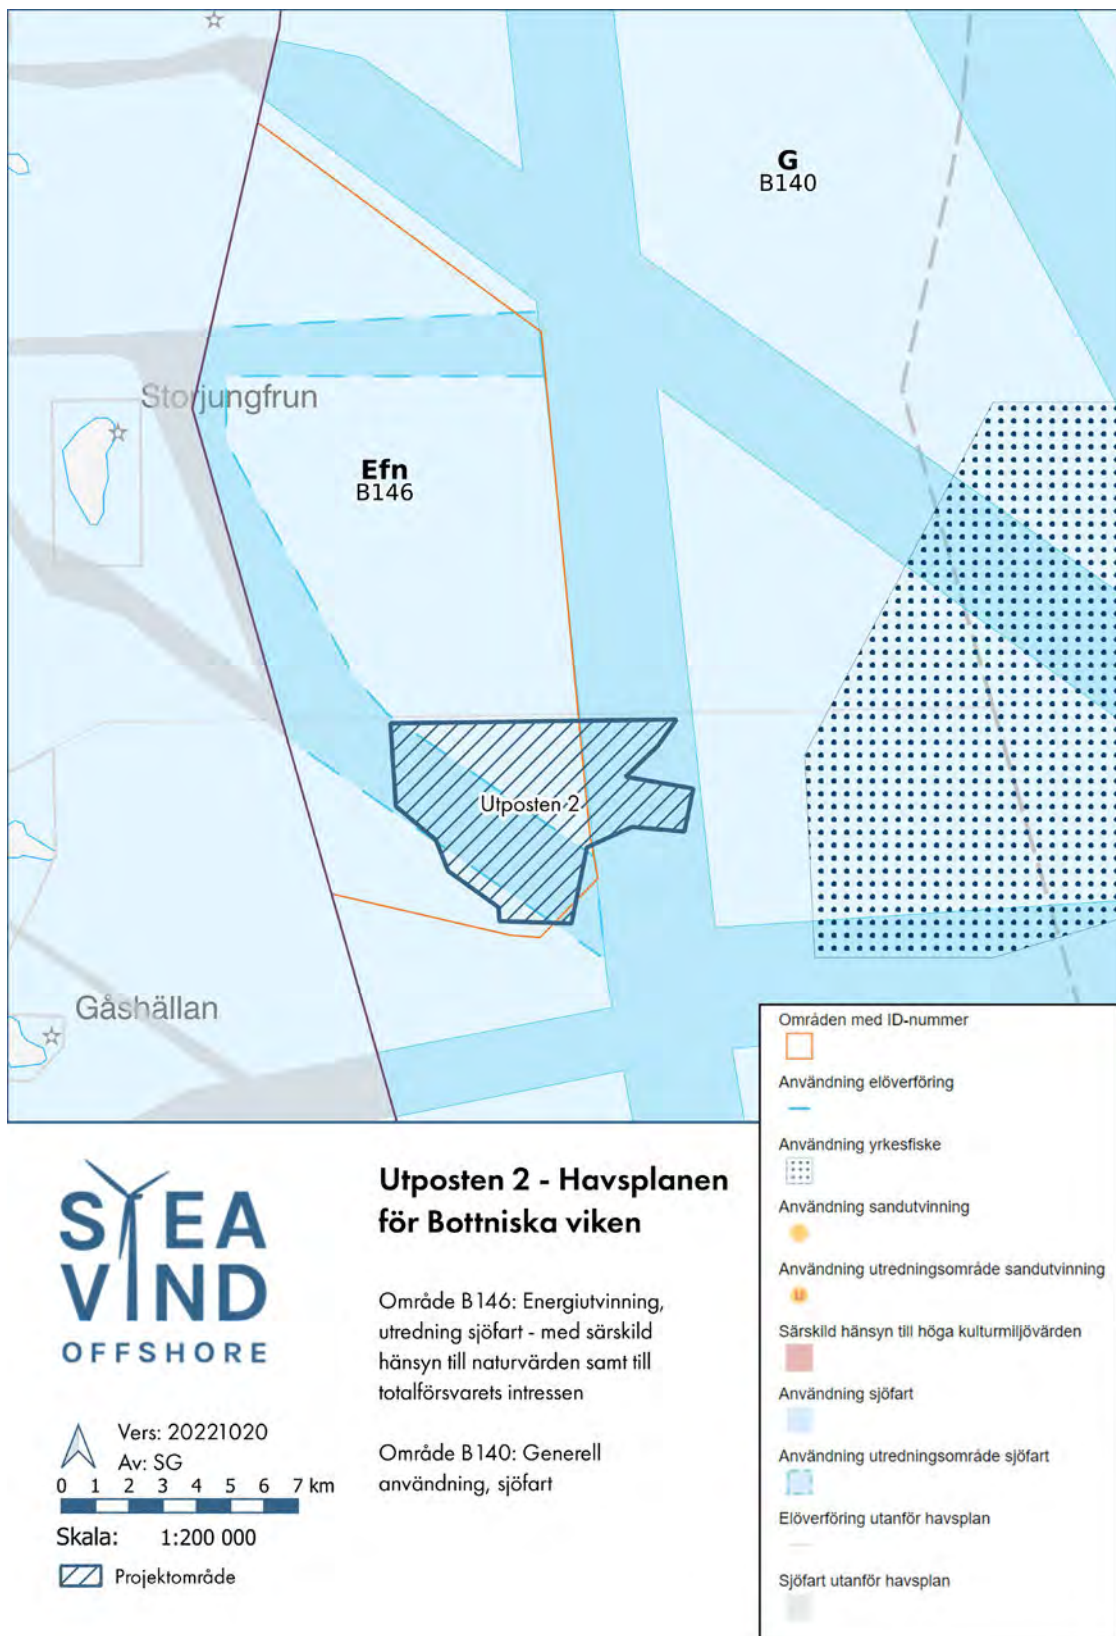 G
B140
Storjungfrun
Efn
B146
Utposten 2
Gåshällan
Områden med ID-nummer
Användning elöverföring
Användning yrkesfiske
Användning sandutvinning
Användning utredningsområde sandutvinning
U
Särskild hänsyn till höga kulturmiljövärden
Användning sjöfart
Användning utredningsområde sjöfart
Elöverföring utanför havsplan
Sjöfart utanför havsplan
SVEA
VIND
OFFSHORE
Utposten 2 - Havsplanen
för Bottniska viken
Område B146: Energiutvinning,
utredning sjöfart - med särskild
hänsyn till naturvärden samt till
totalförsvarets intressen
Område B140: Generell
användning, sjöfart
Vers: 20221020
Av: SG
0 1 2 3 4 5 6 7 km
Skala: 1:200 000
Projektområde